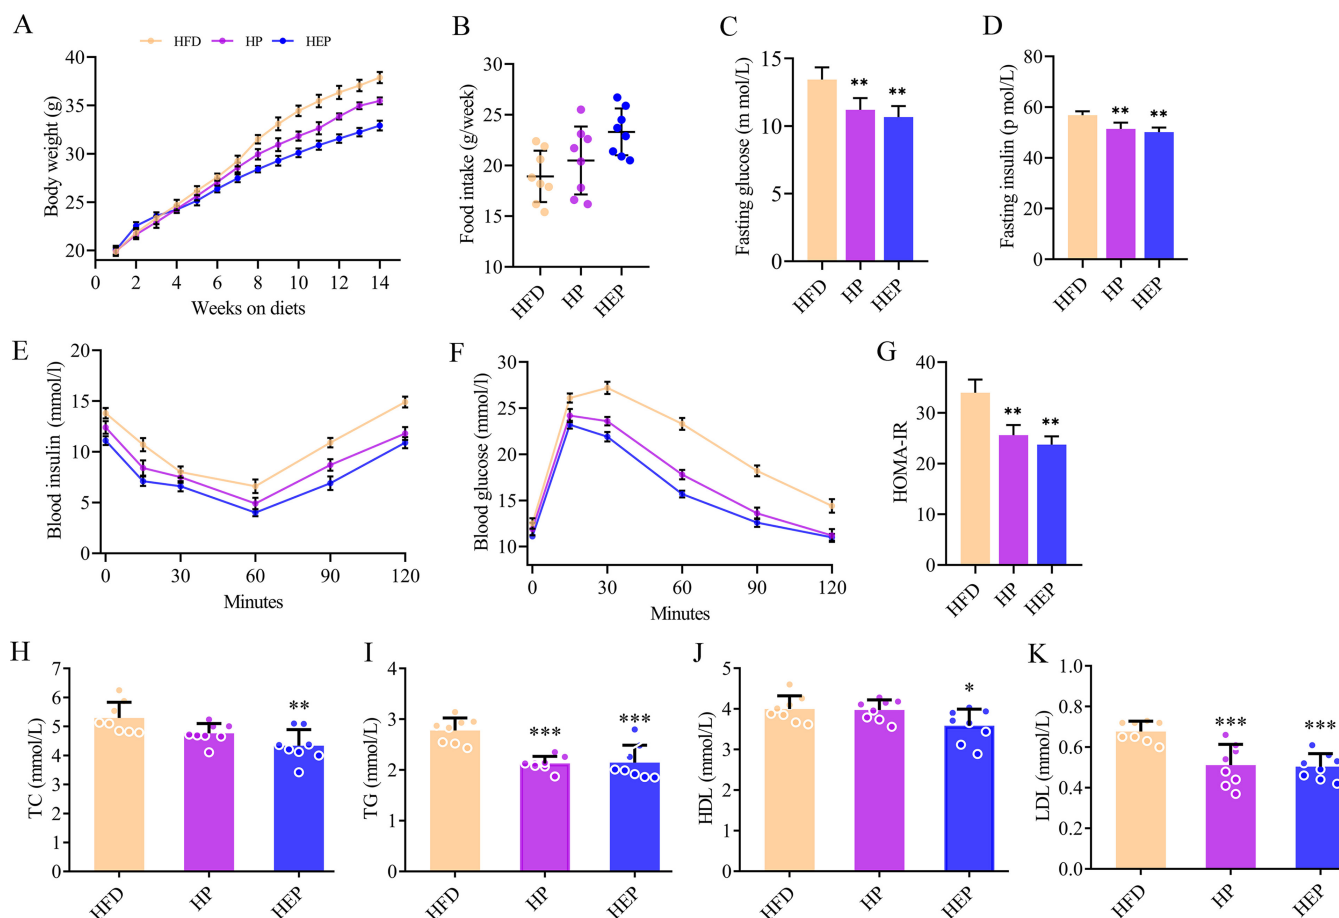 A
HFD HP HEP
Body weight (g)
40
35
30
25
20
0 2 4 6 8 10 12 14
Weeks on diets
B
Food intake (g/week)
30
25
20
15
10
HFD HP HEP
C
Fasting glucose (m mol/L)
15
10
5
0
** **
HFD HP HEP
D
Fasting insulin (p mol/L)
80
60
40
20
0
** **
HFD HP HEP
E
Blood insulin (mmol/l)
20
15
10
5
0
0 30 60 90 120
Minutes
F
Blood glucose (mmol/l)
30
25
20
15
10
0 30 60 90 120
Minutes
G
HOMA-IR
40
30
20
10
0
** **
HFD HP HEP
H
TC (mmol/L)
7
6
5
4
3
2
1
0
**
HFD HP HEP
I
TG (mmol/L)
4
3
2
1
0
*** ***
HFD HP HEP
J
HDL (mmol/L)
5
4
3
2
1
0
*
HFD HP HEP
K
LDL (mmol/L)
1.0
0.8
0.6
0.4
0.2
0.0
*** ***
HFD HP HEP